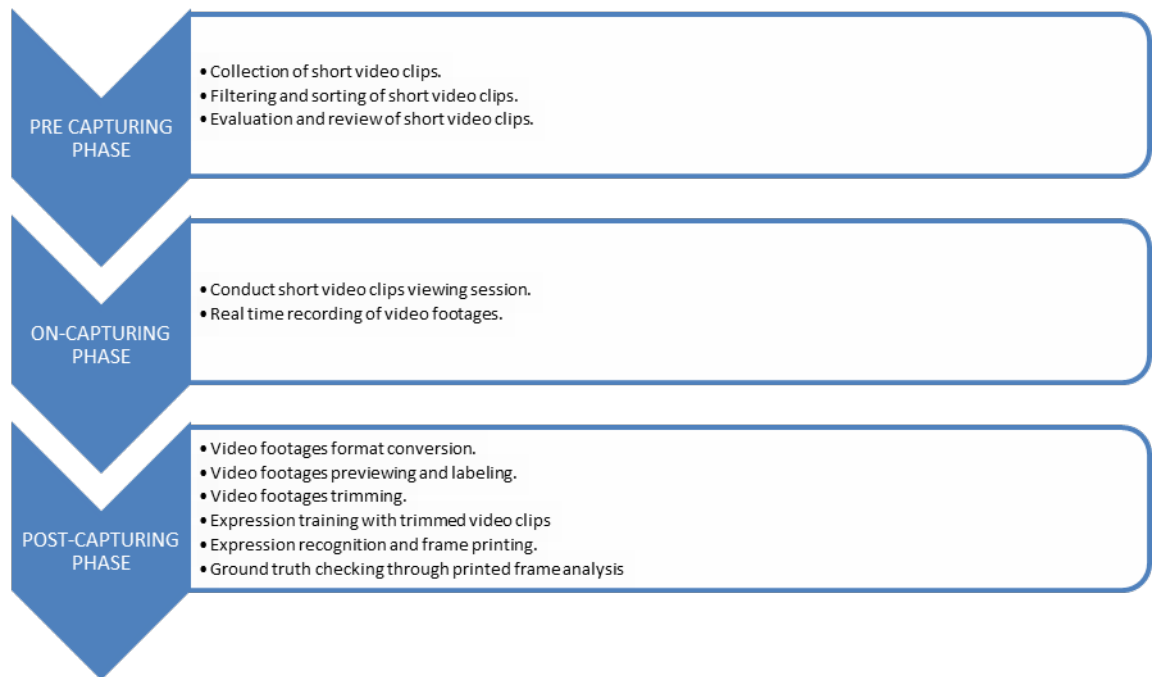 PRE CAPTURING
PHASE
• Collection of short video clips.
• Filtering and sorting of short video clips.
• Evaluation and review of short video clips.
ON-CAPTURING
PHASE
• Conduct short video clips viewing session.
• Real time recording of video footages.
POST-CAPTURING
PHASE
• Video footages format conversion.
• Video footages previewing and labeling.
• Video footages trimming.
• Expression training with trimmed video clips
• Expression recognition and frame printing.
• Ground truth checking through printed frame analysis